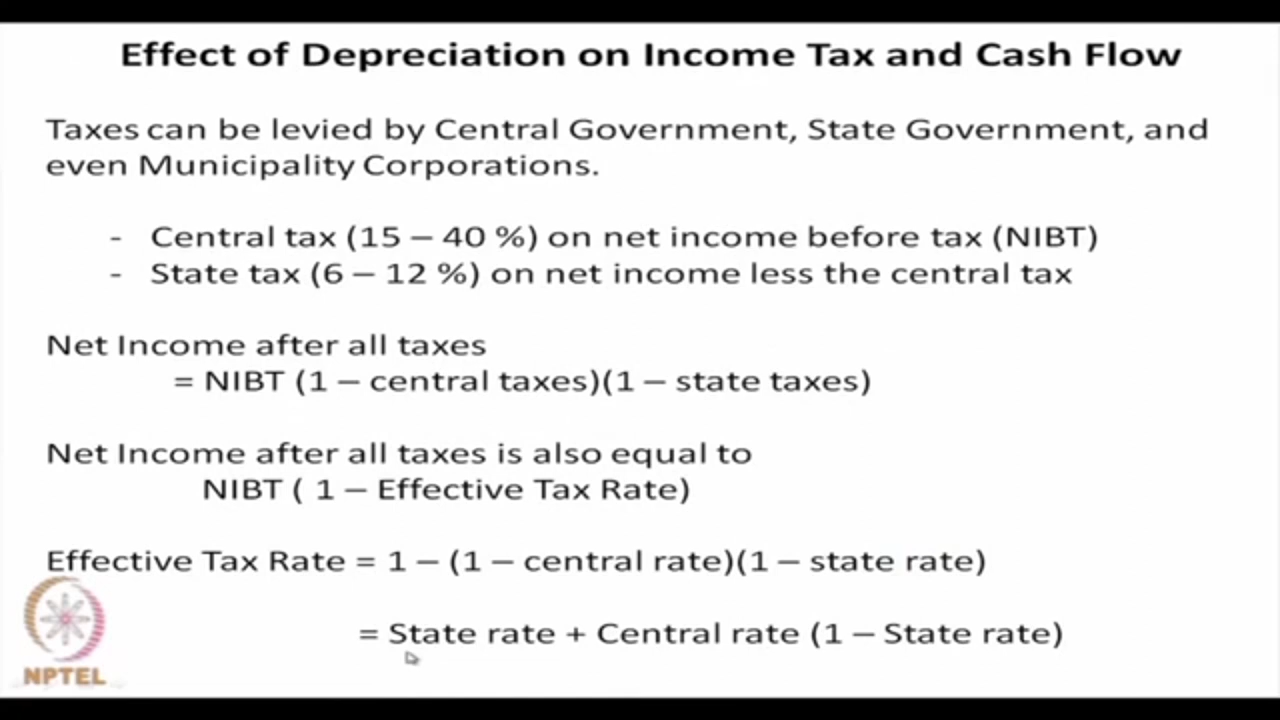 Effect of Depreciation on Income Tax and Cash Flow
Taxes can be levied by Central Government, State Government, and
even Municipality Corporations.
- Central tax (15 – 40 %) on net income before tax (NIBT)
- State tax (6 – 12 %) on net income less the central tax
Net Income after all taxes
= NIBT (1 – central taxes)(1 – state taxes)
Net Income after all taxes is also equal to
NIBT ( 1 – Effective Tax Rate)
Effective Tax Rate = 1 – (1 – central rate)(1 – state rate)
= State rate + Central rate (1 – State rate)
NPTEL